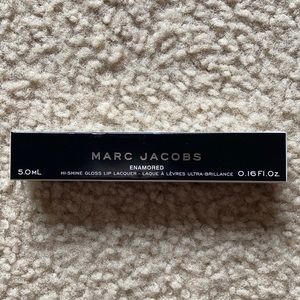 MARC JACOBS
ENAMORED
5.0mL HI-SHINE GLOSS LIP LACQUER - LAQUE À LÈVRES ULTRA-BRILLANCE 0.16Fl.Oz.